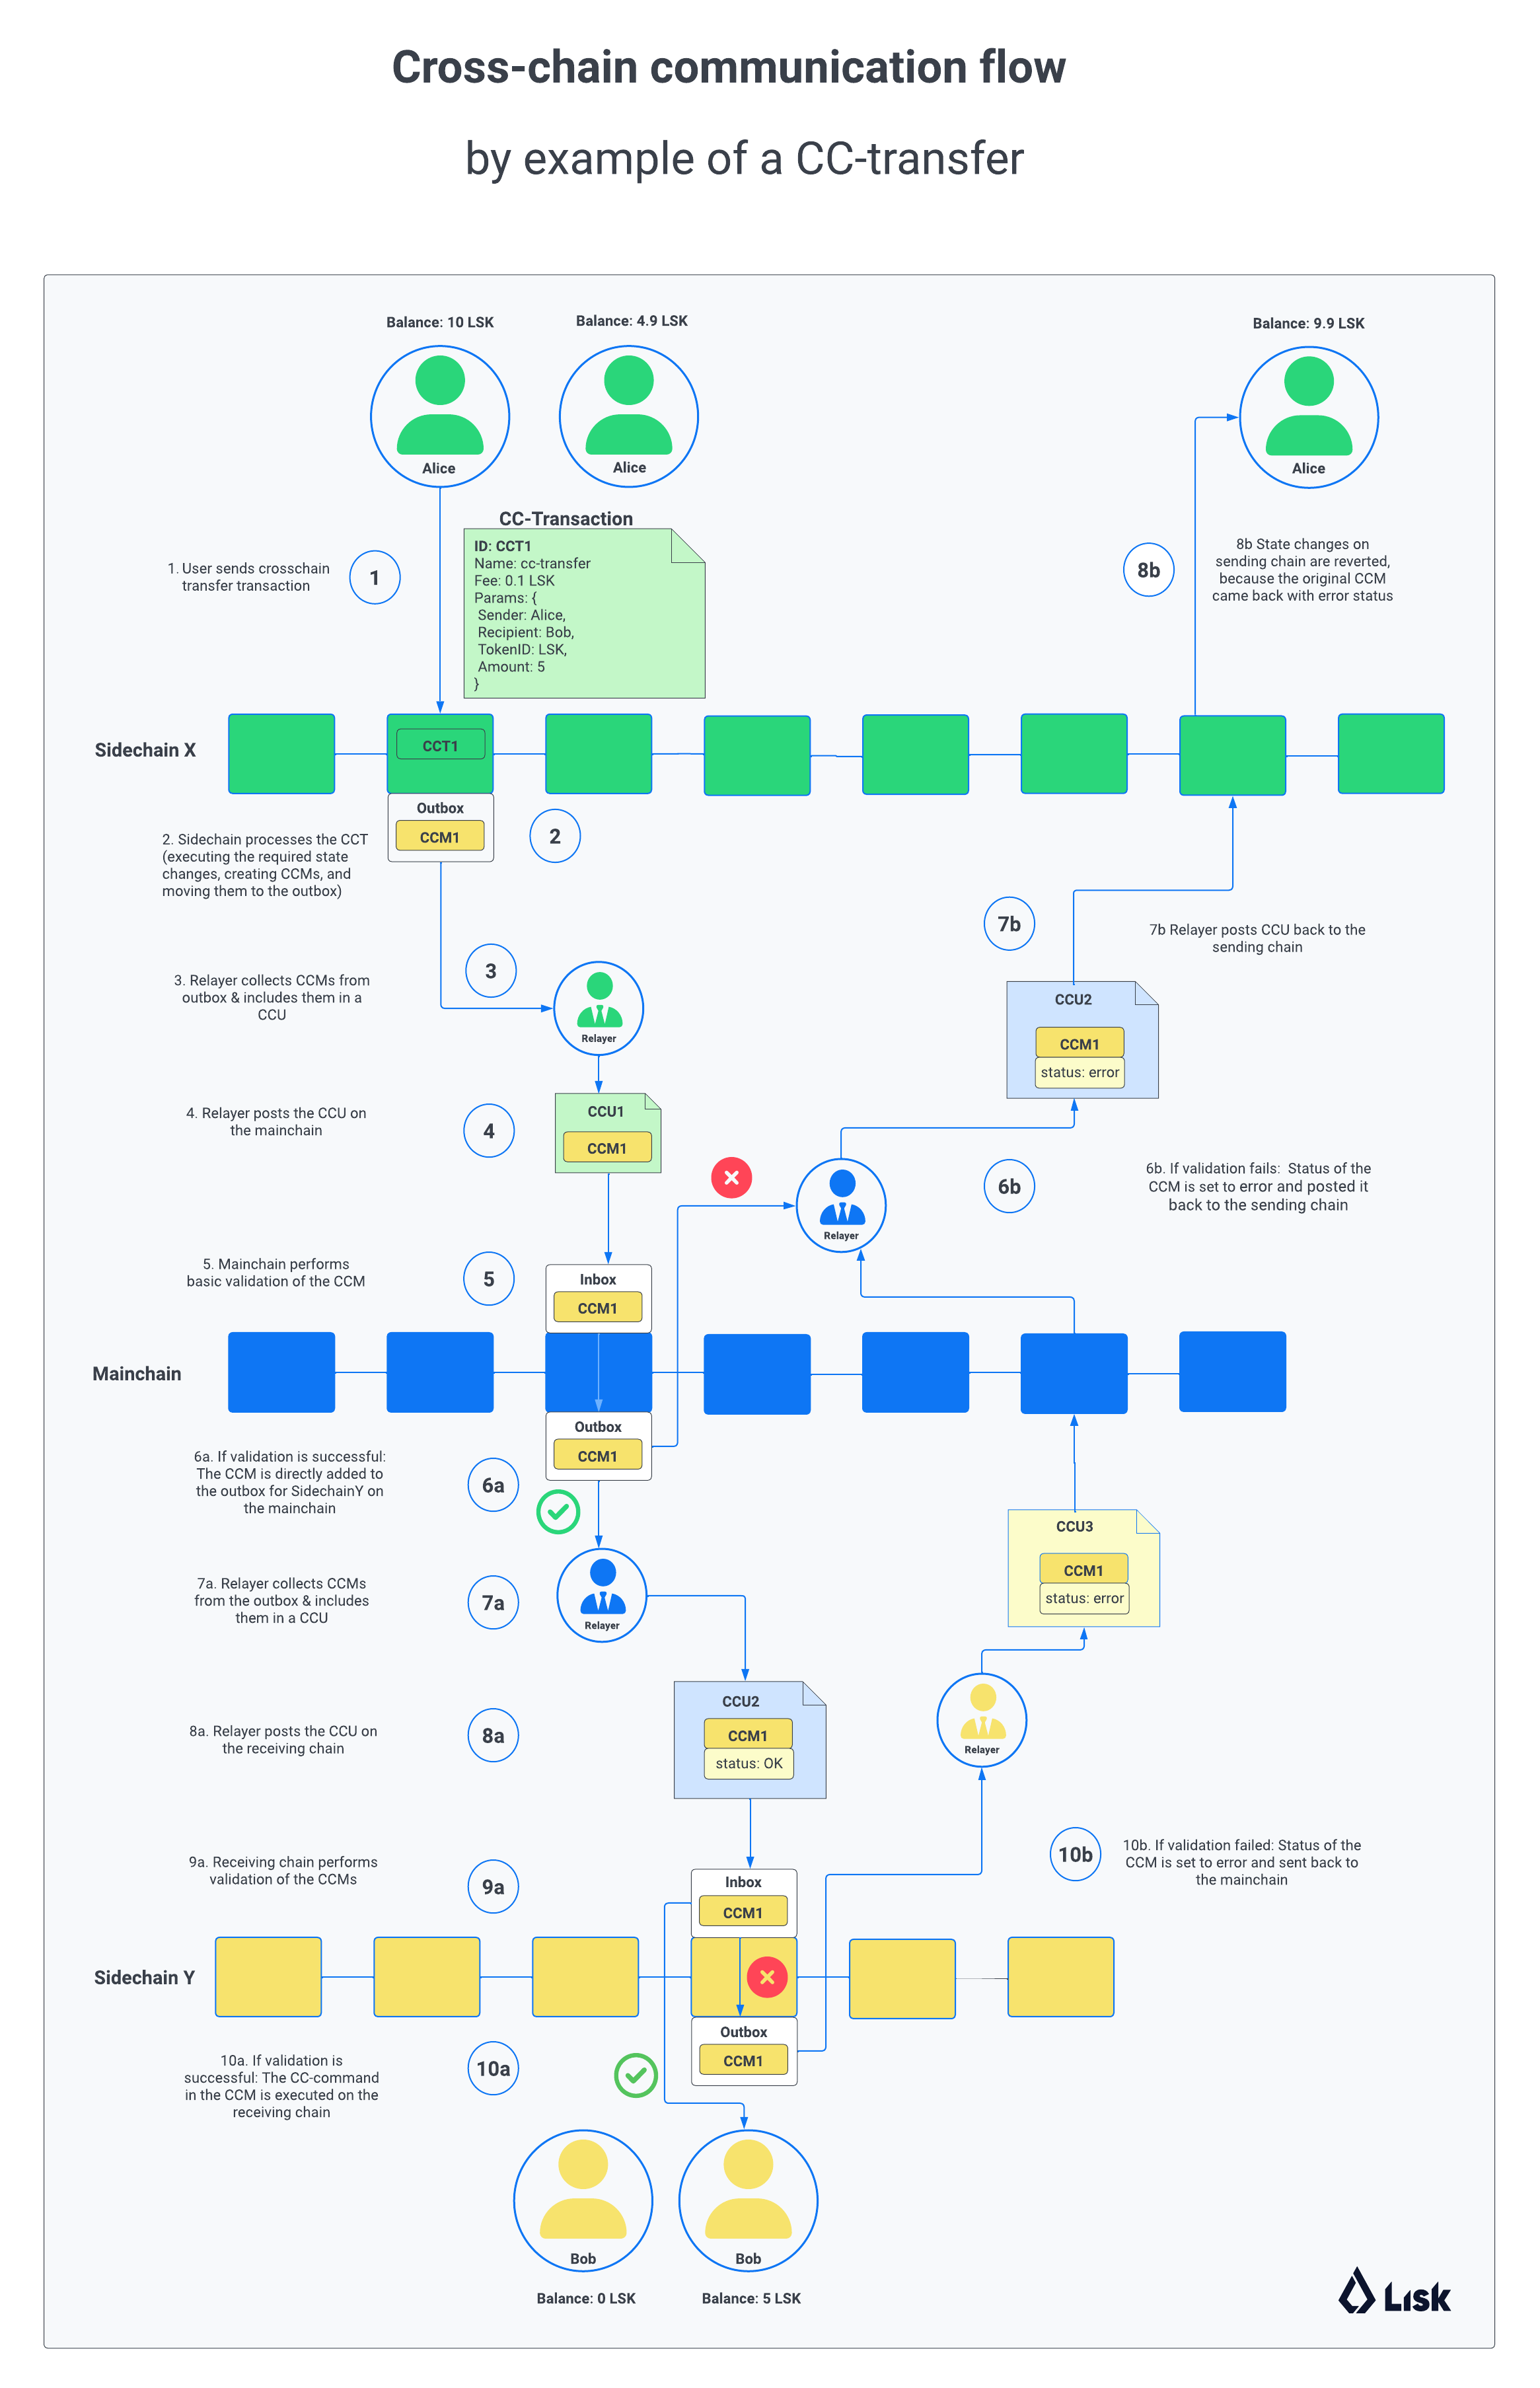 Cross-chain communication flow
by example of a CC-transfer
Balance: 10 LSK
Balance: 4.9 LSK
Balance: 9.9 LSK
Alice
Alice
Alice
CC-Transaction
ID: CCT1
Name: cc-transfer
Fee: 0.1 LSK
Params: {
Sender: Alice,
Recipient: Bob,
TokenID: LSK,
Amount: 5
}
1. User sends crosschain
transfer transaction
1
8b
8b State changes on
sending chain are reverted,
because the original CCM
came back with error status
Sidechain X
CCT1
Outbox
CCM1
2
2. Sidechain processes the CCT
(executing the required state
changes, creating CCMs, and
moving them to the outbox)
7b
7b Relayer posts CCU back to the
sending chain
3
3. Relayer collects CCMs from
outbox & includes them in a
CCU
Relayer
CCU2
CCM1
status: error
4. Relayer posts the CCU on
the mainchain
4
CCU1
CCM1
6b
6b. If validation fails:  Status of the
CCM is set to error and posted it
back to the sending chain
Relayer
5. Mainchain performs
basic validation of the CCM
5
Inbox
CCM1
Mainchain
Outbox
CCM1
6a. If validation is successful:
The CCM is directly added to
the outbox for SidechainY on
the mainchain
6a
CCU3
CCM1
status: error
7a. Relayer collects CCMs
from the outbox & includes
them in a CCU
7a
Relayer
8a. Relayer posts the CCU on
the receiving chain
8a
CCU2
CCM1
status: OK
Relayer
9a. Receiving chain performs
validation of the CCMs
9a
Inbox
CCM1
10b
10b. If validation failed: Status of the
CCM is set to error and sent back to
the mainchain
Sidechain Y
Outbox
CCM1
10a. If validation is
successful: The CC-command
in the CCM is executed on the
receiving chain
10a
Bob
Bob
Balance: 0 LSK
Balance: 5 LSK
Lisk